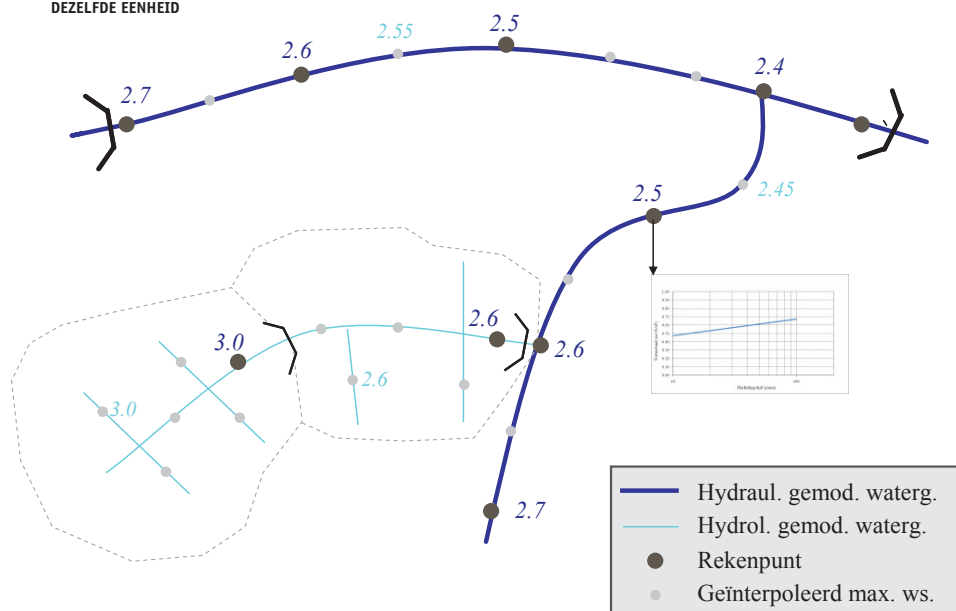 DEZELFDE EENHEID
2.55
2.5
2.6
2.4
2.7
2.45
2.5
2.6
2.6
3.0
2.6
3.0
2.7
Hydraul. gemod. waterg.
Hydrol. gemod. waterg.
Rekenpunt
Geïnterpoleerd max. ws.